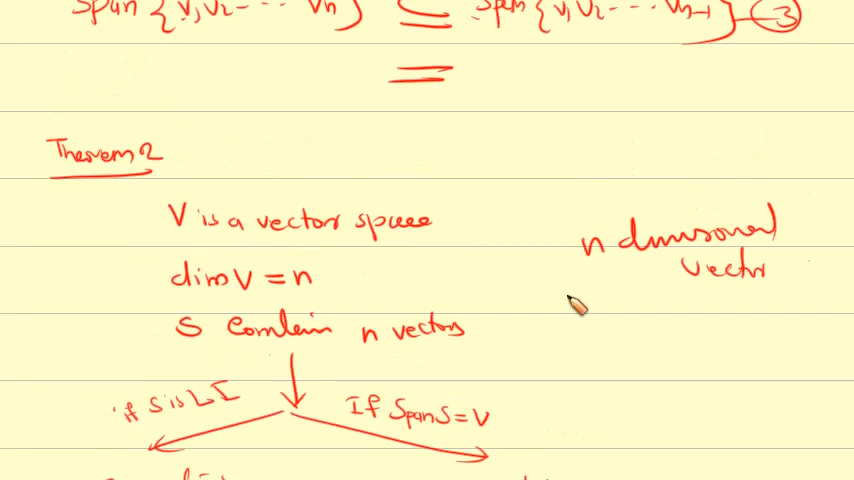 Span { v1 v2 - - - - - vn } ⊆ Span { v1 v2 - - - - vn-1 } - 3
=
Theorem 2
V is a vector space
n dimensional
vector
dim V = n
S contain n vectors
if S is L I
If Span S = V